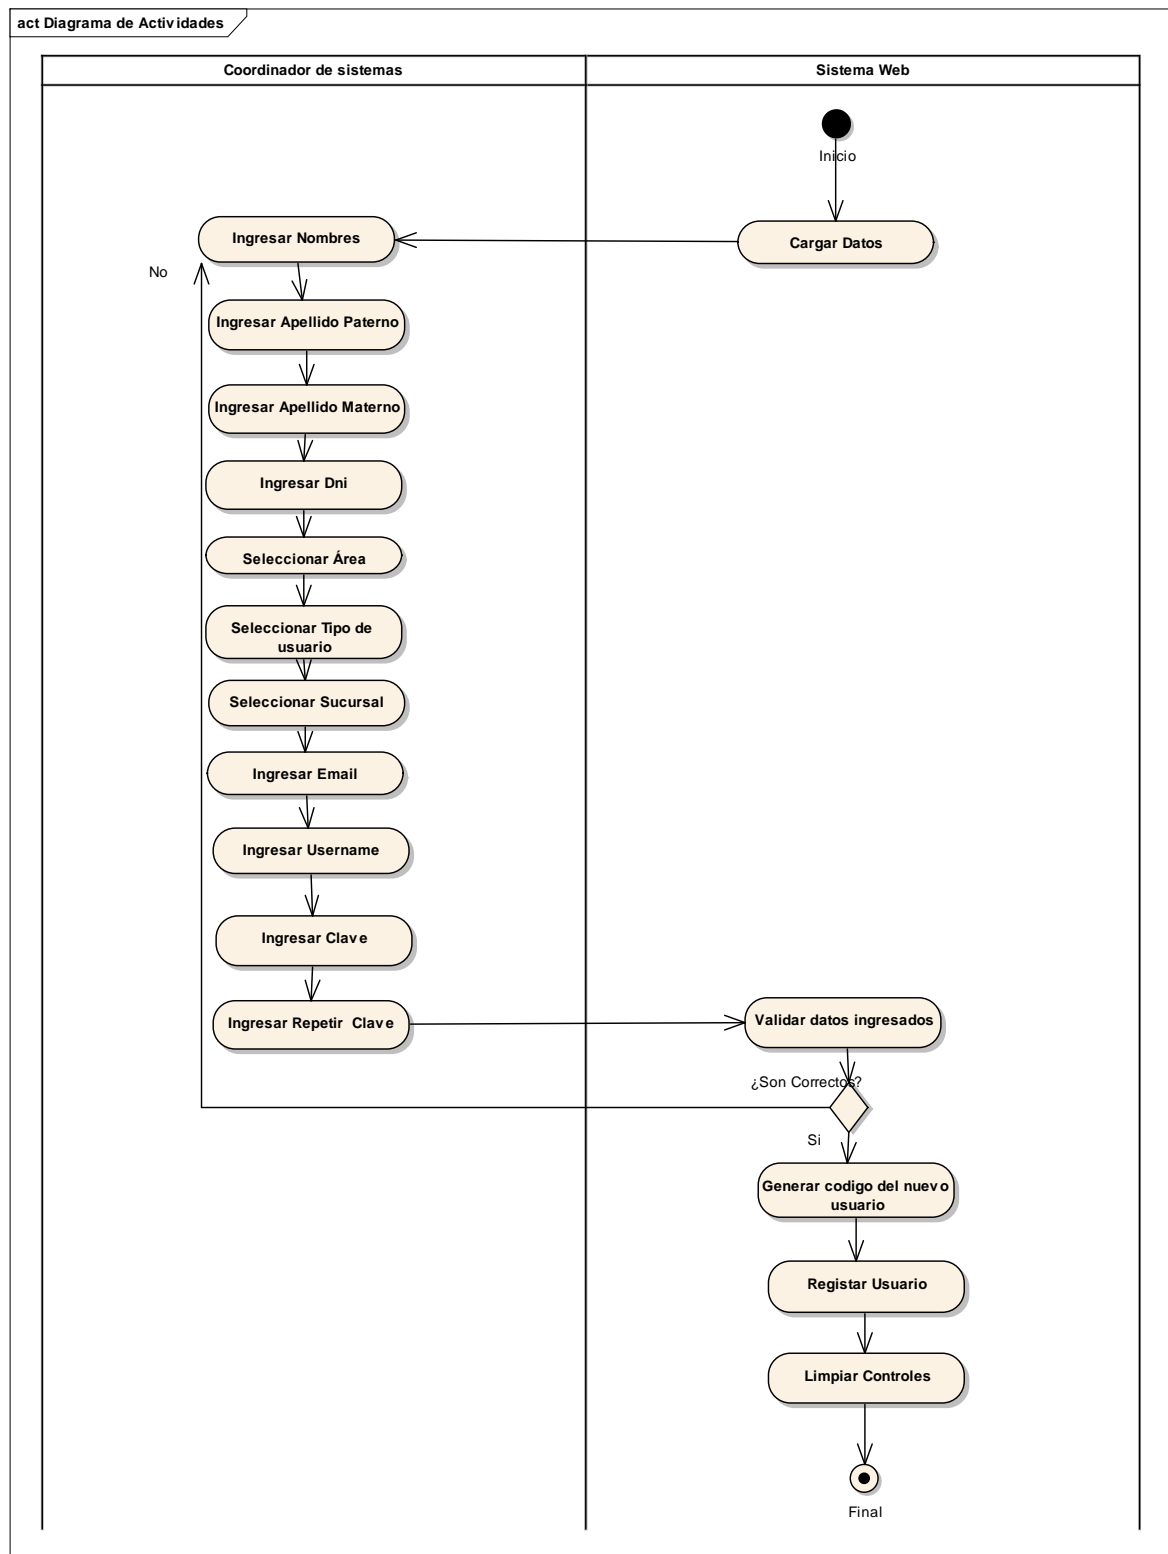 act Diagrama de Actividades
Coordinador de sistemas
Sistema Web
Inicio
Ingresar Nombres
Cargar Datos
No
Ingresar Apellido Paterno
Ingresar Apellido Materno
Ingresar Dni
Seleccionar Área
Seleccionar Tipo de
usuario
Seleccionar Sucursal
Ingresar Email
Ingresar Username
Ingresar Clave
Ingresar Repetir Clave
Validar datos ingresados
¿Son Correctos?
Si
Generar codigo del nuevo
usuario
Registar Usuario
Limpiar Controles
Final